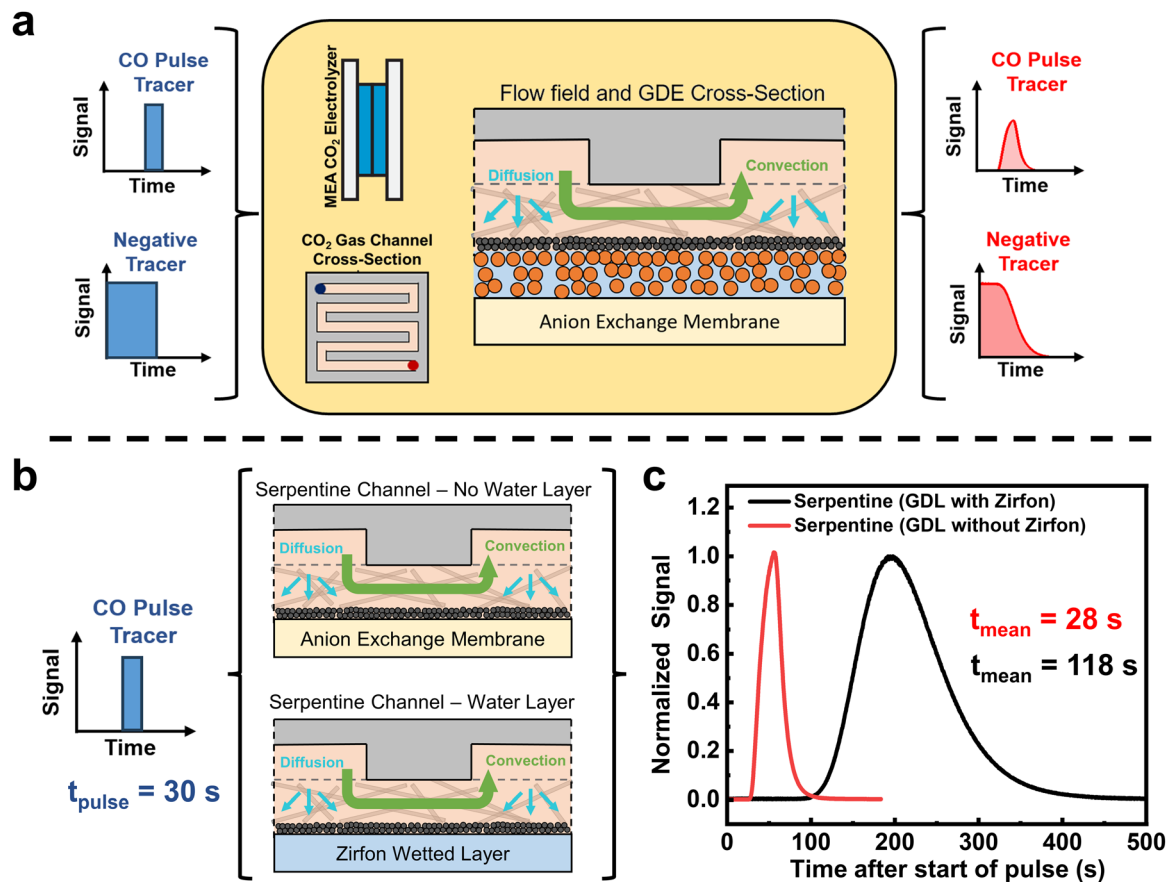 a
CO Pulse
Tracer
Signal
Time
Negative
Tracer
Signal
Time
MEA CO₂ Electrolyzer
CO₂ Gas Channel
Cross-Section
Flow field and GDE Cross-Section
Diffusion
Convection
Anion Exchange Membrane
CO Pulse
Tracer
Signal
Time
Negative
Tracer
Signal
Time
b
CO Pulse
Tracer
Signal
Time
t_pulse = 30 s
Serpentine Channel – No Water Layer
Diffusion
Convection
Anion Exchange Membrane
Serpentine Channel – Water Layer
Diffusion
Convection
Zirfon Wetted Layer
c
Serpentine (GDL with Zirfon)
Serpentine (GDL without Zirfon)
t_mean = 28 s
t_mean = 118 s
Normalized Signal
1.2
1.0
0.8
0.6
0.4
0.2
0.0
0 100 200 300 400 500
Time after start of pulse (s)